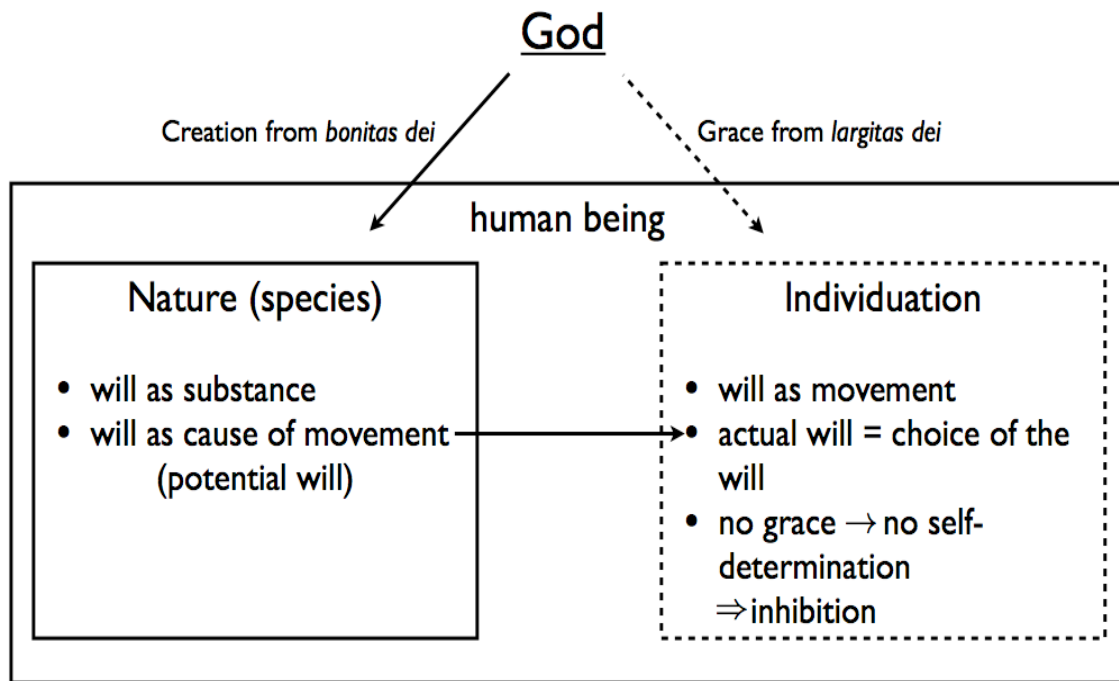 God
Creation from bonitas dei
Grace from largitas dei
human being
Nature (species)
• will as substance
• will as cause of movement
(potential will)
Individuation
• will as movement
• actual will = choice of the
will
• no grace → no self-
determination
⇒inhibition